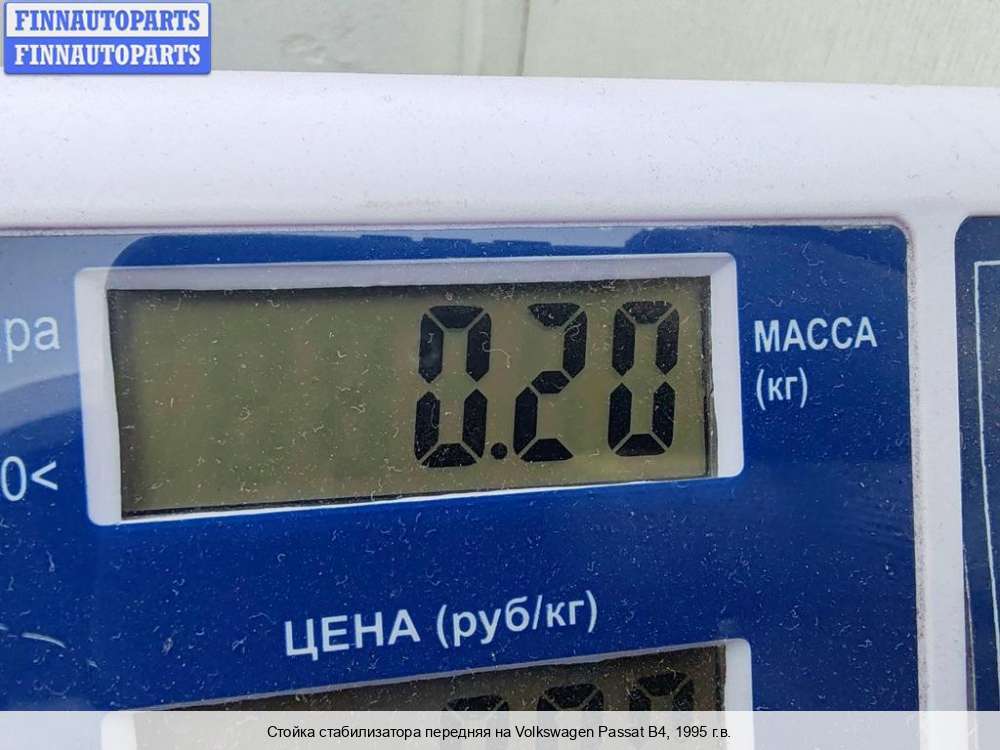 FINNAUTOPARTS
FINNAUTOPARTS
ра
0.20
МАССА
(кг)
0<
ЦЕНА (руб/кг)
Стойка стабилизатора передняя на Volkswagen Passat B4, 1995 г.в.